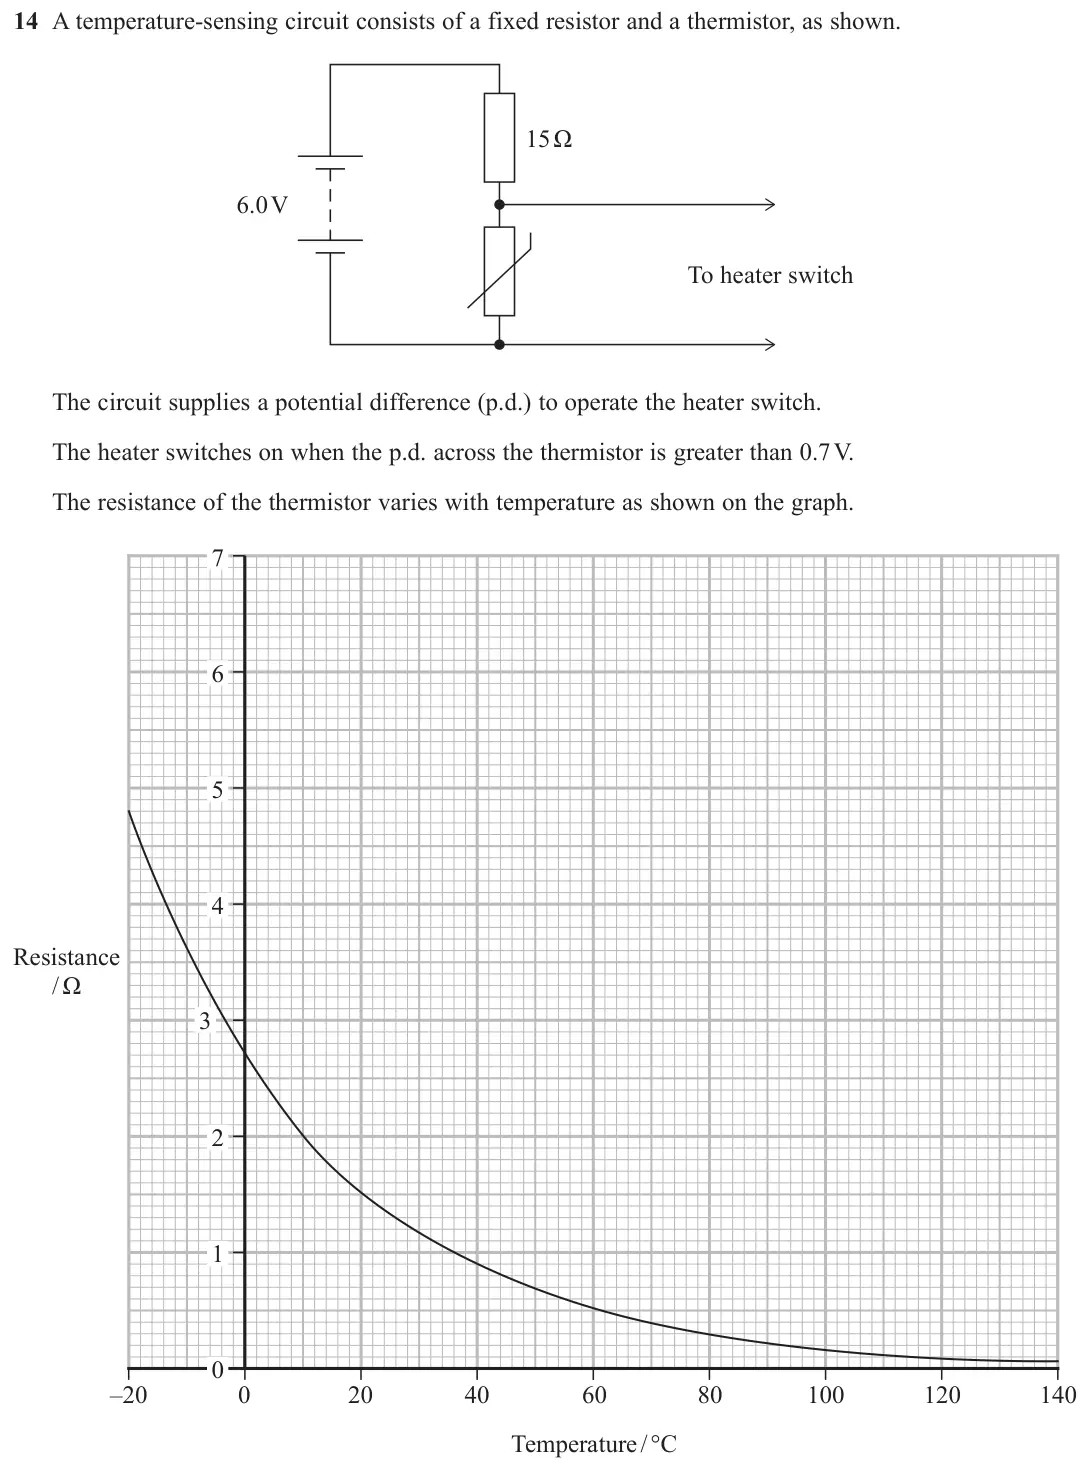 14 A temperature-sensing circuit consists of a fixed resistor and a thermistor, as shown.
15 Ω
6.0 V
To heater switch
The circuit supplies a potential difference (p.d.) to operate the heater switch.
The heater switches on when the p.d. across the thermistor is greater than 0.7 V.
The resistance of the thermistor varies with temperature as shown on the graph.
7
6
5
4
Resistance
/ Ω
3
2
1
0
–20 0 20 40 60 80 100 120 140
Temperature / °C